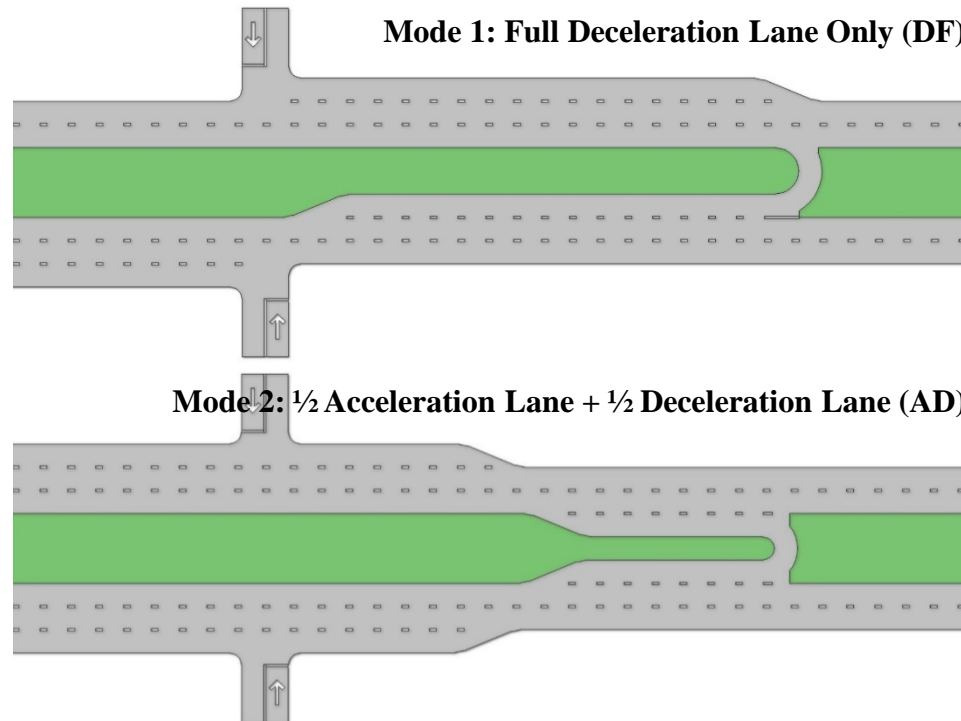 Mode 1: Full Deceleration Lane Only (DF)
Mode 2: ½ Acceleration Lane + ½ Deceleration Lane (AD)